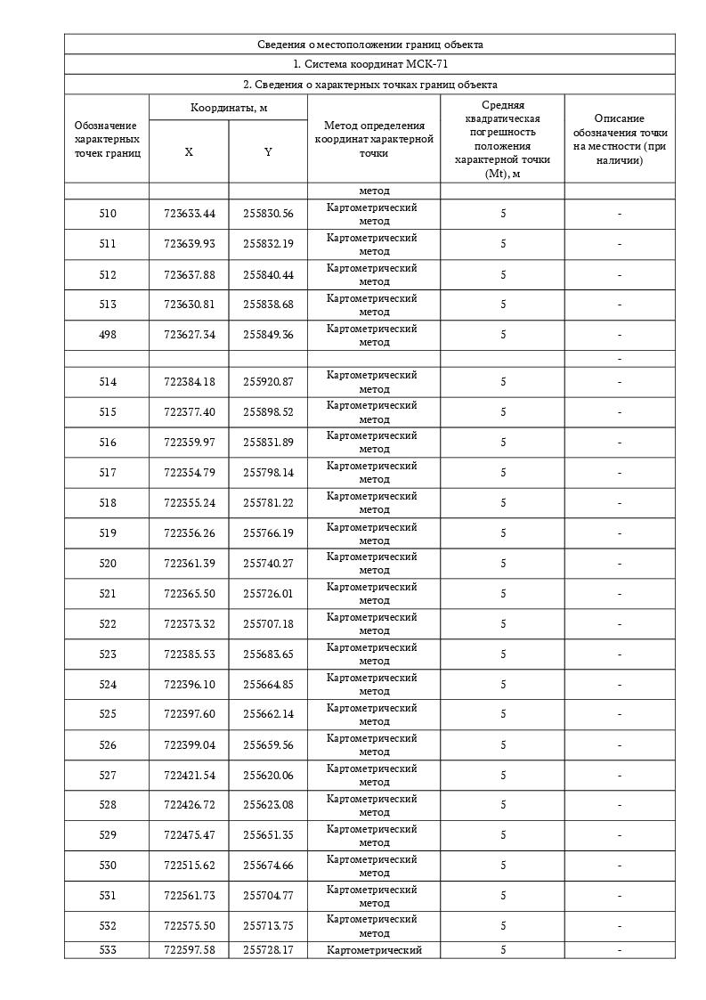 Сведения о местоположении границ объекта
1. Система координат МСК-71
2. Сведения о характерных точках границ объекта
Обозначение характерных точек границ
Координаты, м
X
Y
Метод определения координат характерной точки
Средняя квадратическая погрешность положения характерной точки (Mt), м
Описание обозначения точки на местности (при наличии)
метод
510 723633.44 255830.56 Картометрический метод 5 -
511 723639.93 255832.19 Картометрический метод 5 -
512 723637.88 255840.44 Картометрический метод 5 -
513 723630.81 255838.68 Картометрический метод 5 -
498 723627.34 255849.36 Картометрический метод 5 -
-
514 722384.18 255920.87 Картометрический метод 5 -
515 722377.40 255898.52 Картометрический метод 5 -
516 722359.97 255831.89 Картометрический метод 5 -
517 722354.79 255798.14 Картометрический метод 5 -
518 722355.24 255781.22 Картометрический метод 5 -
519 722356.26 255766.19 Картометрический метод 5 -
520 722361.39 255740.27 Картометрический метод 5 -
521 722365.50 255726.01 Картометрический метод 5 -
522 722373.32 255707.18 Картометрический метод 5 -
523 722385.53 255683.65 Картометрический метод 5 -
524 722396.10 255664.85 Картометрический метод 5 -
525 722397.60 255662.14 Картометрический метод 5 -
526 722399.04 255659.56 Картометрический метод 5 -
527 722421.54 255620.06 Картометрический метод 5 -
528 722426.72 255623.08 Картометрический метод 5 -
529 722475.47 255651.35 Картометрический метод 5 -
530 722515.62 255674.66 Картометрический метод 5 -
531 722561.73 255704.77 Картометрический метод 5 -
532 722575.50 255713.75 Картометрический метод 5 -
533 722597.58 255728.17 Картометрический 5 -